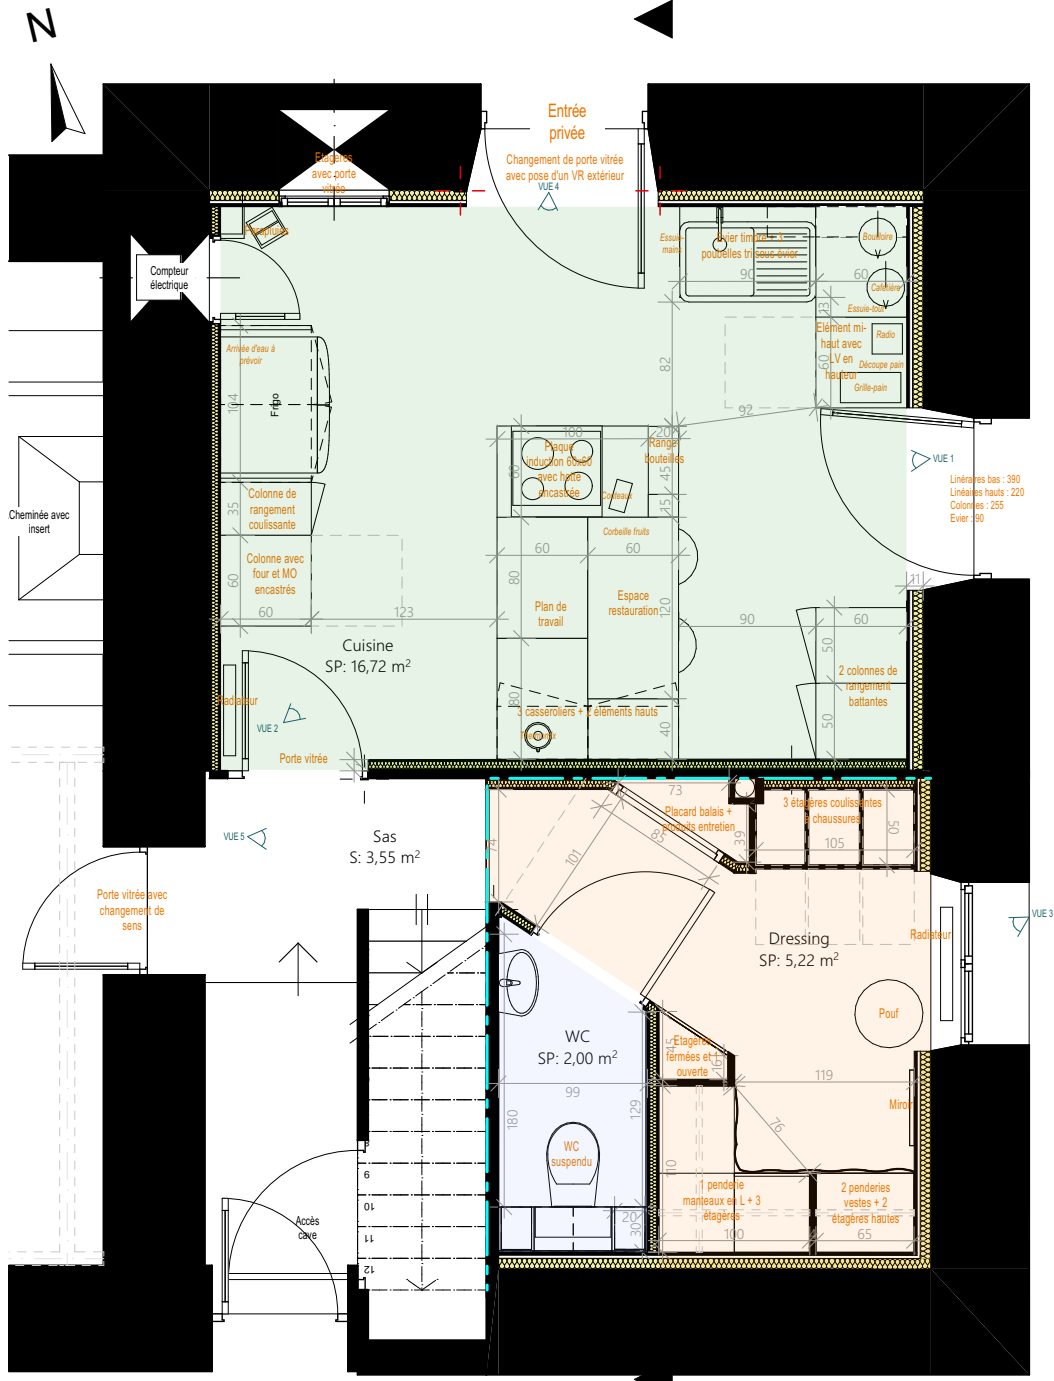 N
Entrée
privée
Changement de porte vitrée
avec pose d'un VR extérieur
VUE 4
Etagères
avec porte
vitrée
Parapluies
Compteur
électrique
Essuie-
mains
Evier timbre + 3
poubelles tri sous évier
90
60
Bouilloire
Cafetière
Essuie-tout
13
Elément mi-
haut avec
LV en
hauteur
60
Radio
Découpe pain
Grille-pain
82
92
Arrivée d'eau à
prévoir
104
Frigo
Cheminée avec
insert
Colonne de
rangement
coulissante
35
Colonne avec
four et MO
encastrés
60
60
123
100
20
Plaque
induction 60x60
avec hotte
encastrée
60
Range
bouteilles
45
15
Couteaux
Corbeille fruits
60
60
80
Plan de
travail
Espace
restauration
120
80
40
3 casseroliers + 2 éléments hauts
Thermomix
VUE 1
Linéraires bas : 390
Linéaires hauts : 220
Colonnes : 255
Evier : 90
11
90
60
50
50
2 colonnes de
rangement
battantes
Cuisine
SP: 16,72 m²
Radiateur
VUE 2
Porte vitrée
VUE 5
Sas
S: 3,55 m²
Porte vitrée avec
changement de
sens
73
Placard balais +
produits entretien
85
101
74
39
3 étagères coulissantes
à chaussures
105
50
Dressing
SP: 5,22 m²
Radiateur
VUE 3
Pouf
WC
SP: 2,00 m²
Etagères
fermées et 1
ouverte
45
16
119
Miroir
99
180
129
110
76
WC
suspendu
20
30
1 penderie
manteaux en L + 3
étagères
100
2 penderies
vestes + 2
étagères hautes
65
Accès
cave
9
10
11
12